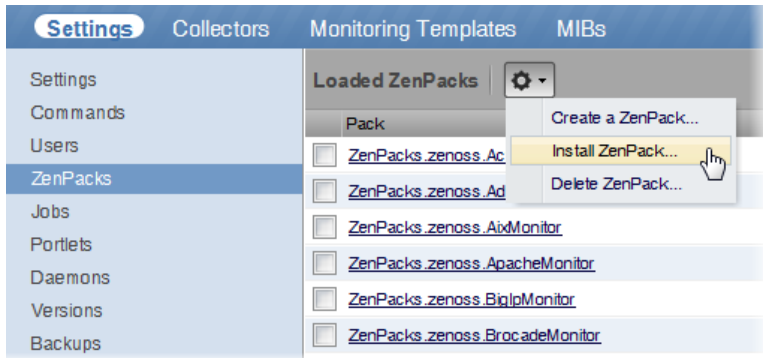 Settings Collectors Monitoring Templates MIBs
Settings
Commands
Users
ZenPacks
Jobs
Portlets
Daemons
Versions
Backups
Loaded ZenPacks
Create a ZenPack...
Install ZenPack...
Delete ZenPack...
Pack
ZenPacks.zenoss.Ac
ZenPacks.zenoss.Ad
ZenPacks.zenoss.AixMonitor
ZenPacks.zenoss.ApacheMonitor
ZenPacks.zenoss.BigIpMonitor
ZenPacks.zenoss.BrocadeMonitor